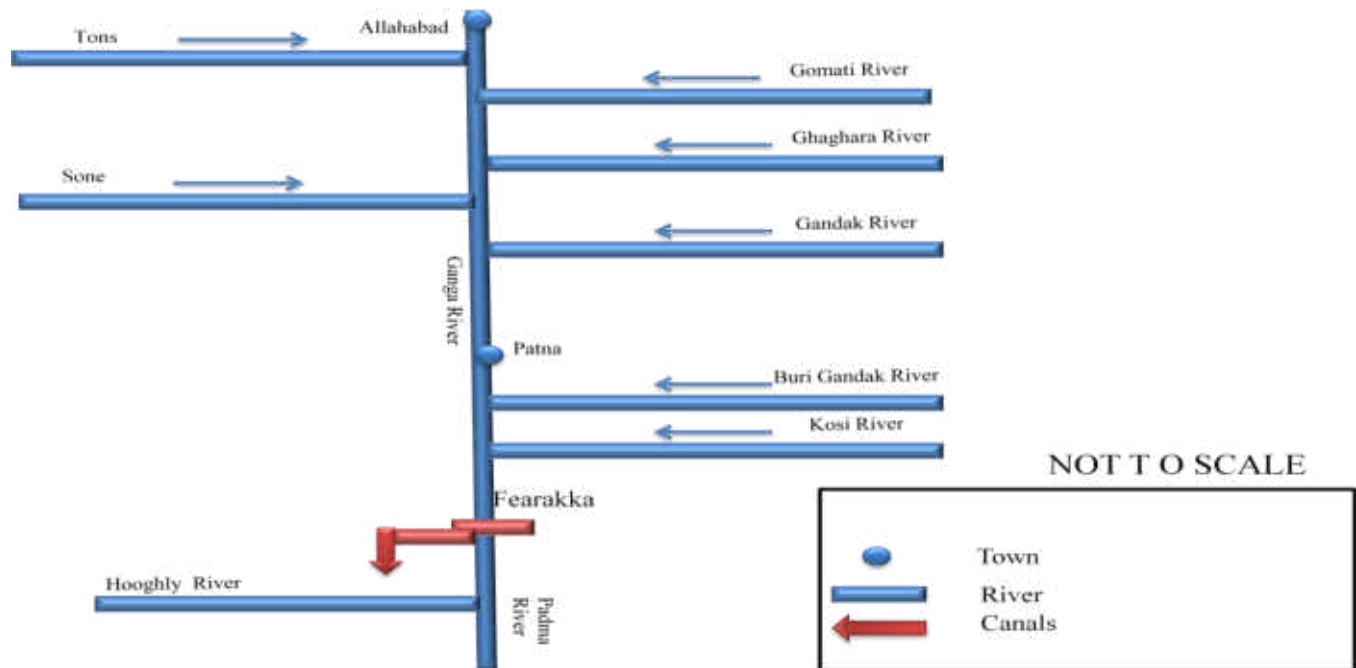 Allahabad
Tons
Gomati River
Ghaghara River
Sone
Gandak River
Ganga River
Patna
Buri Gandak River
Kosi River
NOT T O SCALE
Fearakka
Town
Hooghly River
River
Padma
River
Canals